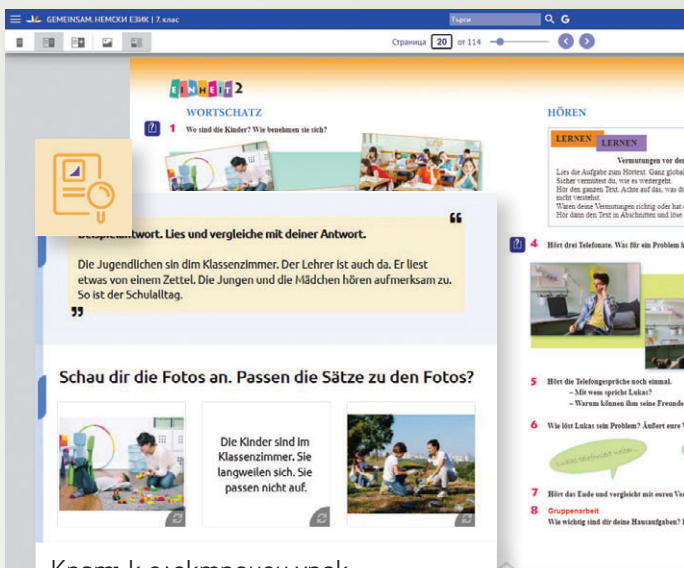 GEMEINSAM. НЕМСКИ ЕЗИК | 7. клас
Търси
G
Страница 20 от 114
EINHEIT 2
WORTSCHATZ
1 Wo sind die Kinder? Wie benehmen sie sich?
Beispielantwort. Lies und vergleiche mit deiner Antwort.
Die Jugendlichen sin dim Klassenzimmer. Der Lehrer ist auch da. Er liest
etwas von einem Zettel. Die Jungen und die Mädchen hören aufmerksam zu.
So ist der Schulalltag.
Schau dir die Fotos an. Passen die Sätze zu den Fotos?
Die Kinder sind im
Klassenzimmer. Sie
langweilen sich. Sie
passen nicht auf.
HÖREN
LERNEN LERNEN
Vermutungen vor de
Lies die Aufgabe zum Hörtext. Ganz global
Sicher vermutest du, wie es weitergeht.
Hör den ganzen Text. Achte auf das, was du
nicht verstehst.
Waren deine Vermutungen richtig oder hat
Hör dann den Text in Abschnitten und löse
4 Hört drei Telefonate. Was für ein Problem
5 Hört die Telefongespräche noch einmal.
– Mit wem spricht Lukas?
– Warum können ihm seine Freunde
6 Wie löst Lukas sein Problem? Äußert eure
Lukas telefoniert weiter...
7 Hört das Ende und vergleicht mit euren Ver
8 Gruppenarbeit
Wie wichtig sind dir deine Hausaufgaben?